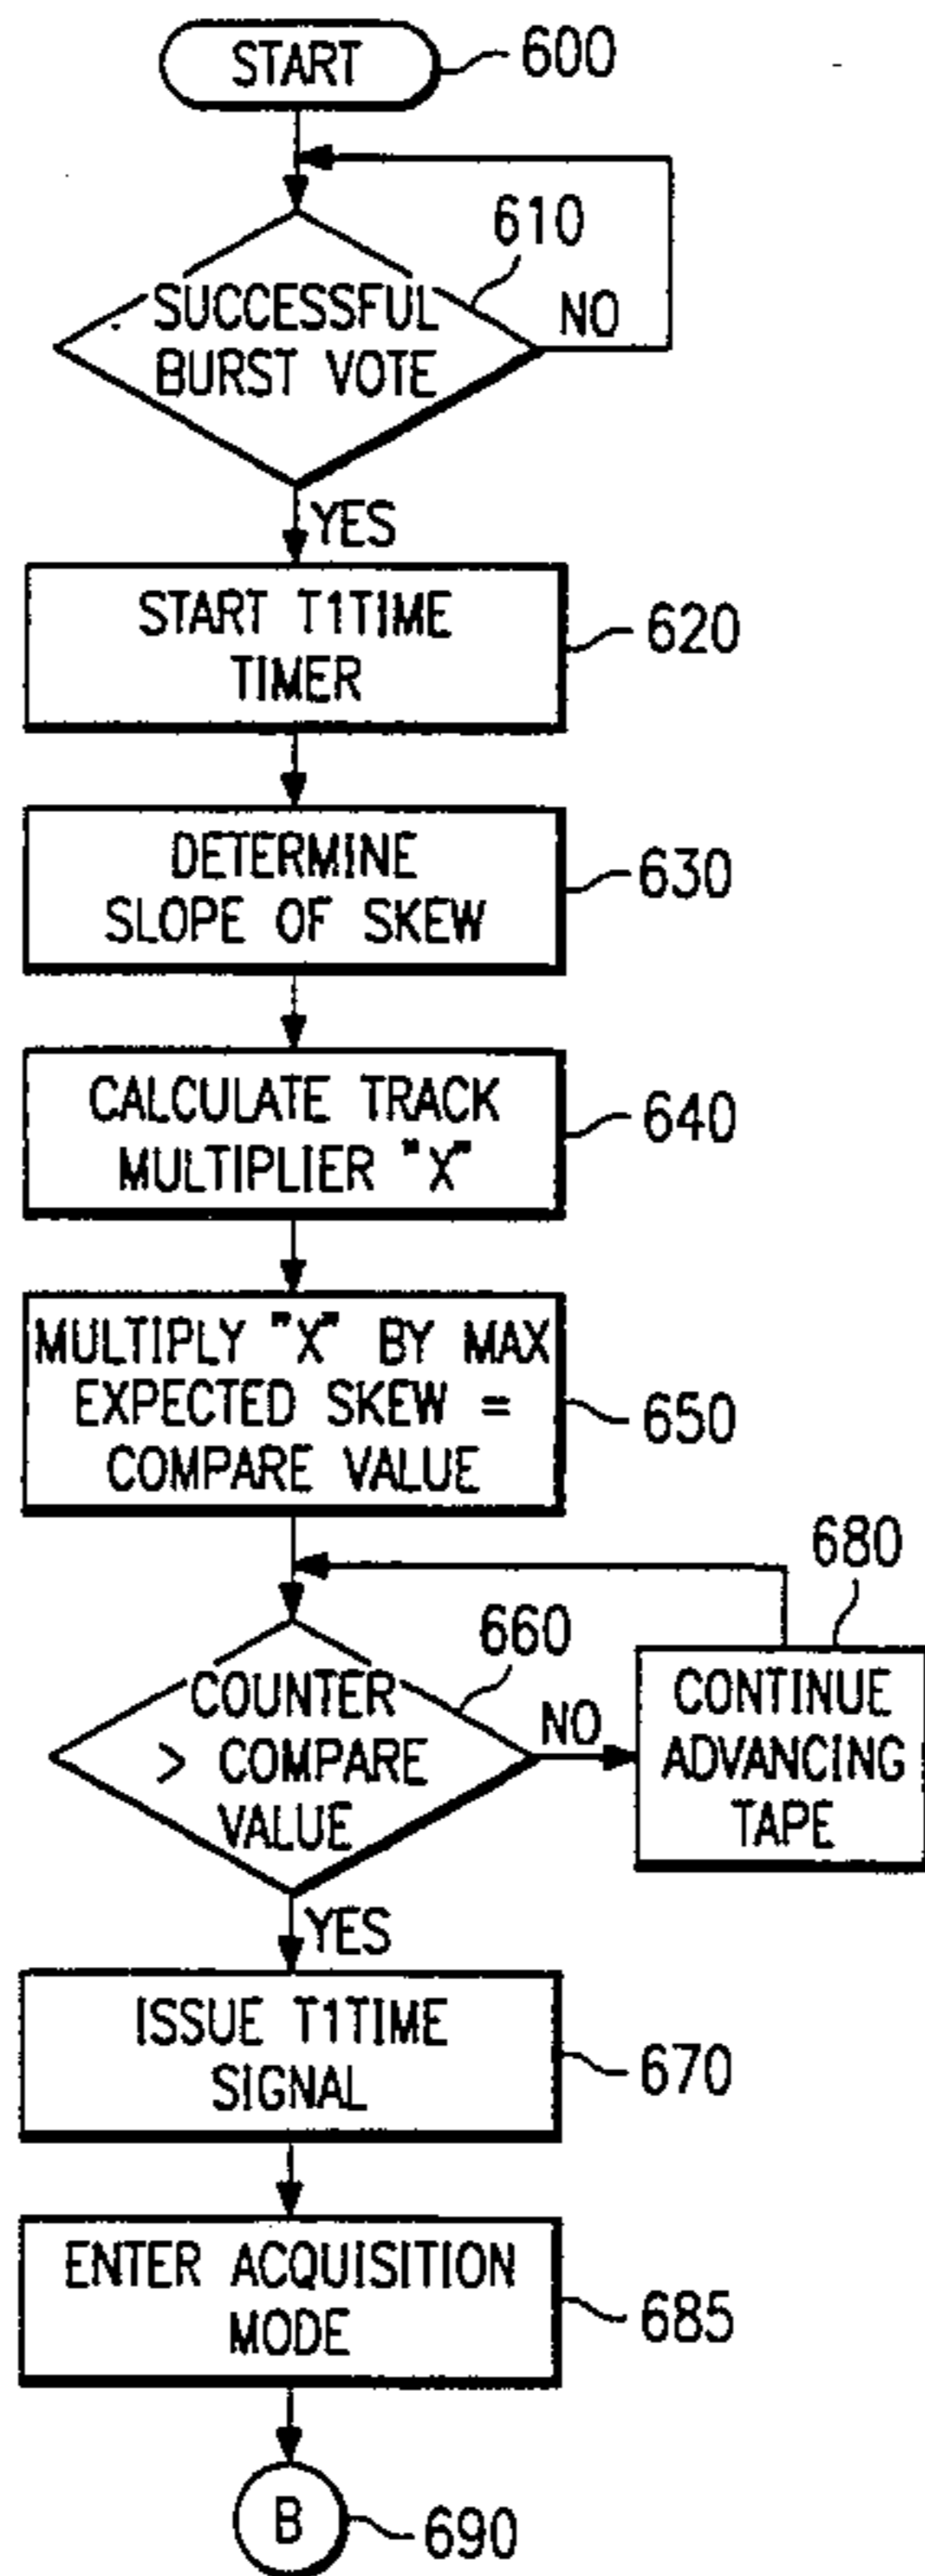 START
600
610
SUCCESSFUL
BURST VOTE
NO
YES
START T1TIME
TIMER
620
DETERMINE
SLOPE OF SKEW
630
CALCULATE TRACK
MULTIPLIER "X"
640
MULTIPLY "X" BY MAX
EXPECTED SKEW =
COMPARE VALUE
650
680
660
COUNTER
> COMPARE
VALUE
NO
CONTINUE
ADVANCING
TAPE
YES
ISSUE T1TIME
SIGNAL
670
ENTER ACQUISITION
MODE
685
B
690